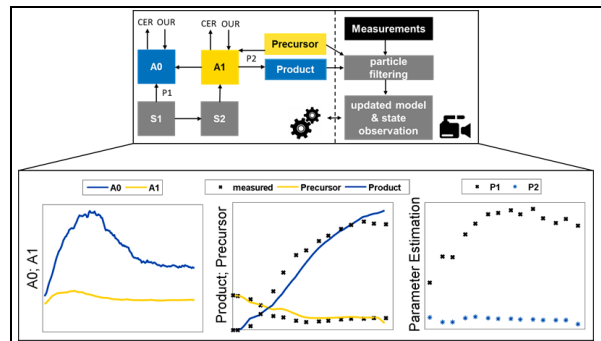 CER OUR CER OUR
Measurements
Precursor
A0 A1
P2
Product
particle
filtering
P1
S1 S2
updated model
& state
observation
A0 A1
measured Precursor Product
P1 P2
A0; A1
Product; Precursor
Parameter Estimation